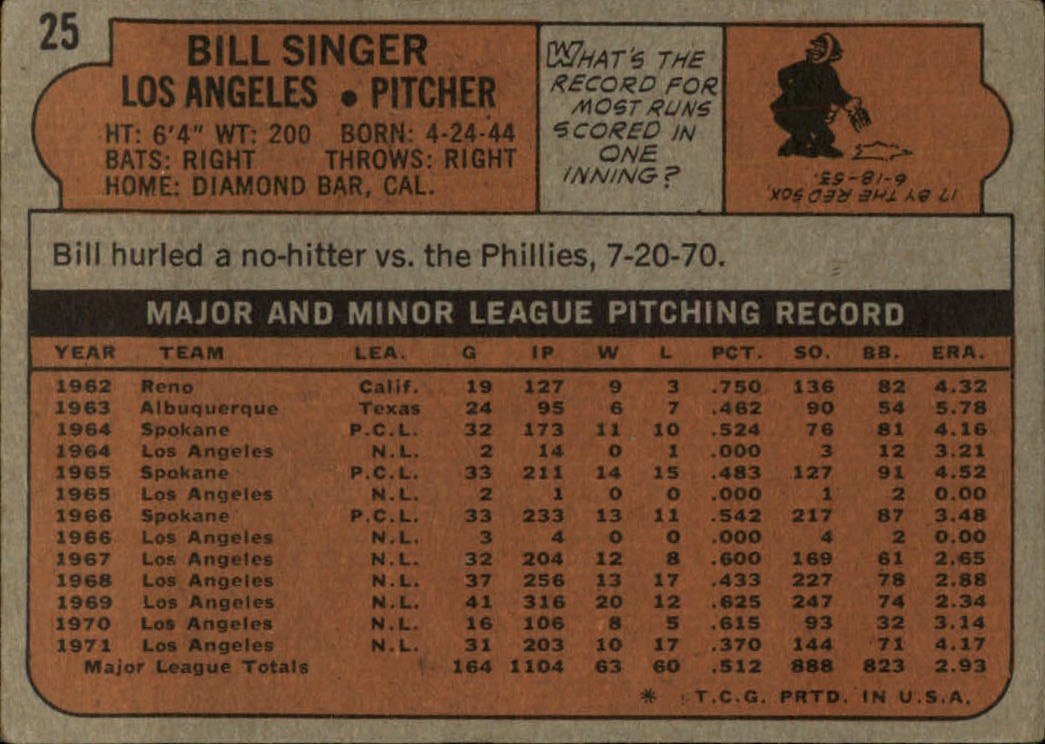 25
BILL SINGER
LOS ANGELES • PITCHER
HT: 6'4" WT: 200 BORN: 4-24-44
BATS: RIGHT THROWS: RIGHT
HOME: DIAMOND BAR, CAL.
WHAT'S THE
RECORD FOR
MOST RUNS
SCORED IN
ONE
INNING?
17 BY THE RED SOX,
6-18-53.
Bill hurled a no-hitter vs. the Phillies, 7-20-70.
MAJOR AND MINOR LEAGUE PITCHING RECORD
YEAR TEAM LEA. G IP W L PCT. SO. BB. ERA.
1962 Reno Calif. 19 127 9 3 .750 136 82 4.32
1963 Albuquerque Texas 24 95 6 7 .462 90 54 5.78
1964 Spokane P.C.L. 32 173 11 10 .524 76 81 4.16
1964 Los Angeles N.L. 2 14 0 1 .000 3 12 3.21
1965 Spokane P.C.L. 33 211 14 15 .483 127 91 4.52
1965 Los Angeles N.L. 2 1 0 0 .000 1 2 0.00
1966 Spokane P.C.L. 33 233 13 11 .542 217 87 3.48
1966 Los Angeles N.L. 3 4 0 0 .000 4 2 0.00
1967 Los Angeles N.L. 32 204 12 8 .600 169 61 2.65
1968 Los Angeles N.L. 37 256 13 17 .433 227 78 2.88
1969 Los Angeles N.L. 41 316 20 12 .625 247 74 2.34
1970 Los Angeles N.L. 16 106 8 5 .615 93 32 3.14
1971 Los Angeles N.L. 31 203 10 17 .370 144 71 4.17
Major League Totals 164 1104 63 60 .512 888 823 2.93
* T.C.G. PRTD. IN U.S.A.